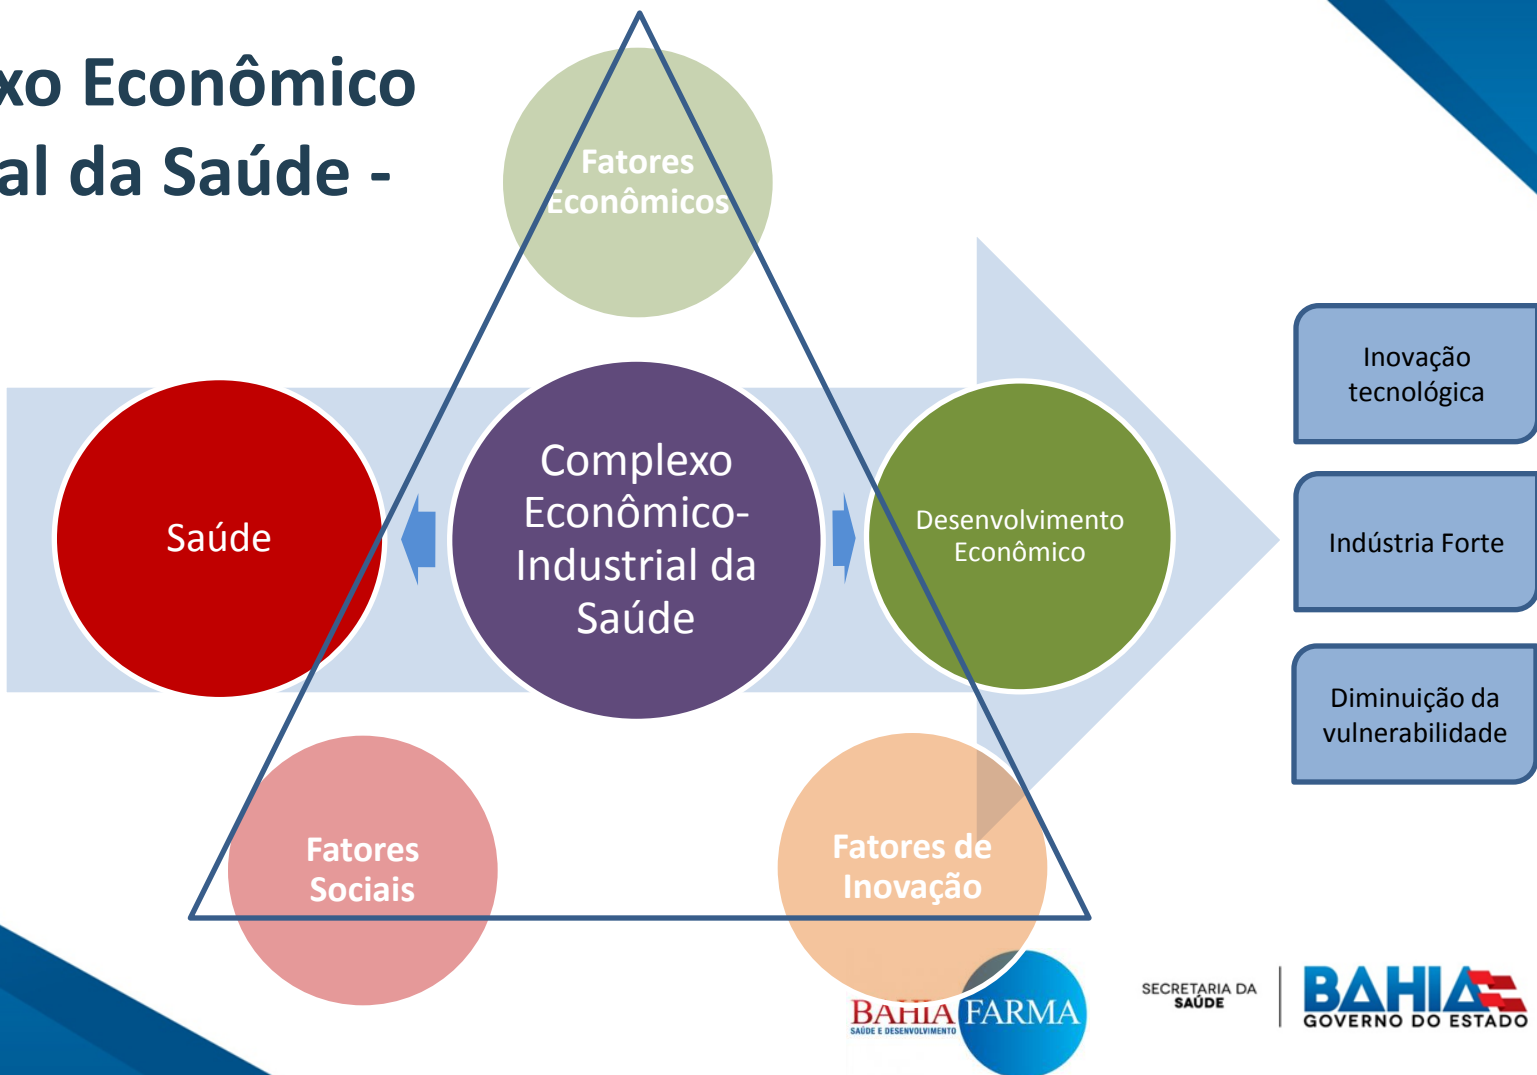 xo Econômico
al da Saúde -
Fatores
Econômicos
Saúde
Complexo
Econômico-
Industrial da
Saúde
Desenvolvimento
Econômico
Inovação
tecnológica
Indústria Forte
Diminuição da
vulnerabilidade
Fatores
Sociais
Fatores de
Inovação
BAHIA FARMA
SAÚDE E DESENVOLVIMENTO
SECRETARIA DA
SAÚDE
BAHIA
GOVERNO DO ESTADO